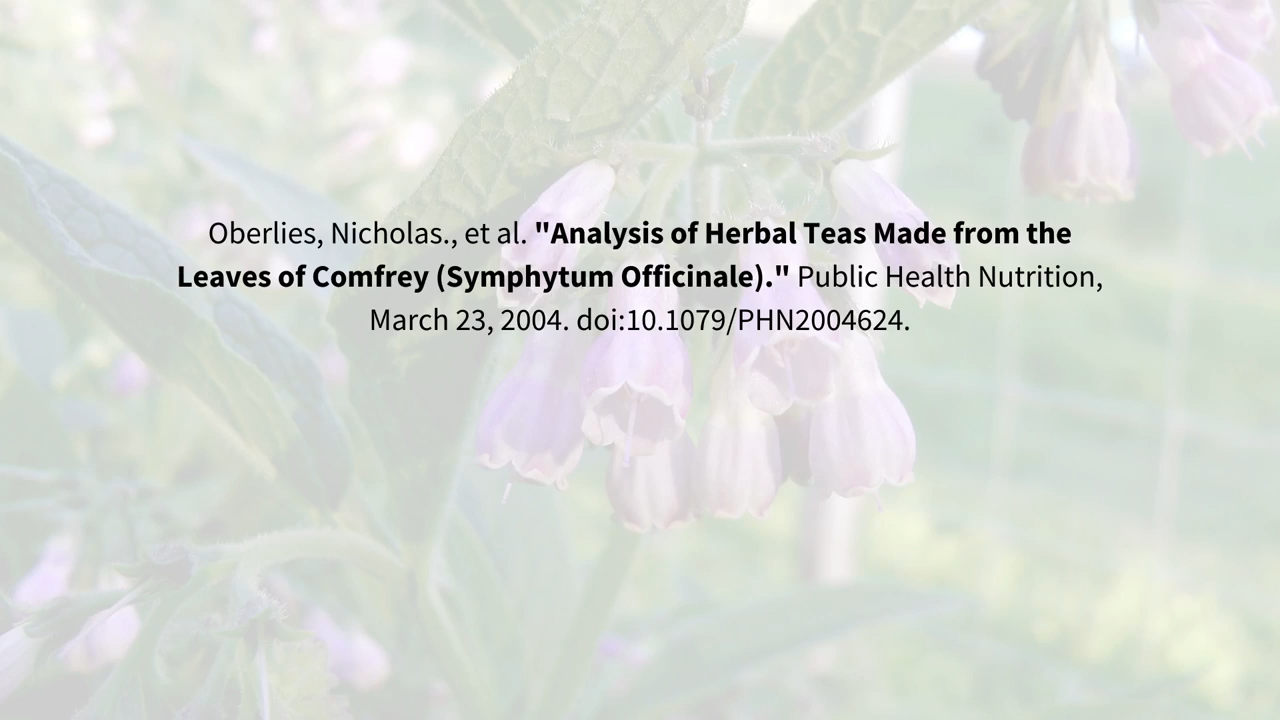 Oberlies, Nicholas., et al. "Analysis of Herbal Teas Made from the
Leaves of Comfrey (Symphytum Officinale)." Public Health Nutrition,
March 23, 2004. doi:10.1079/PHN2004624.